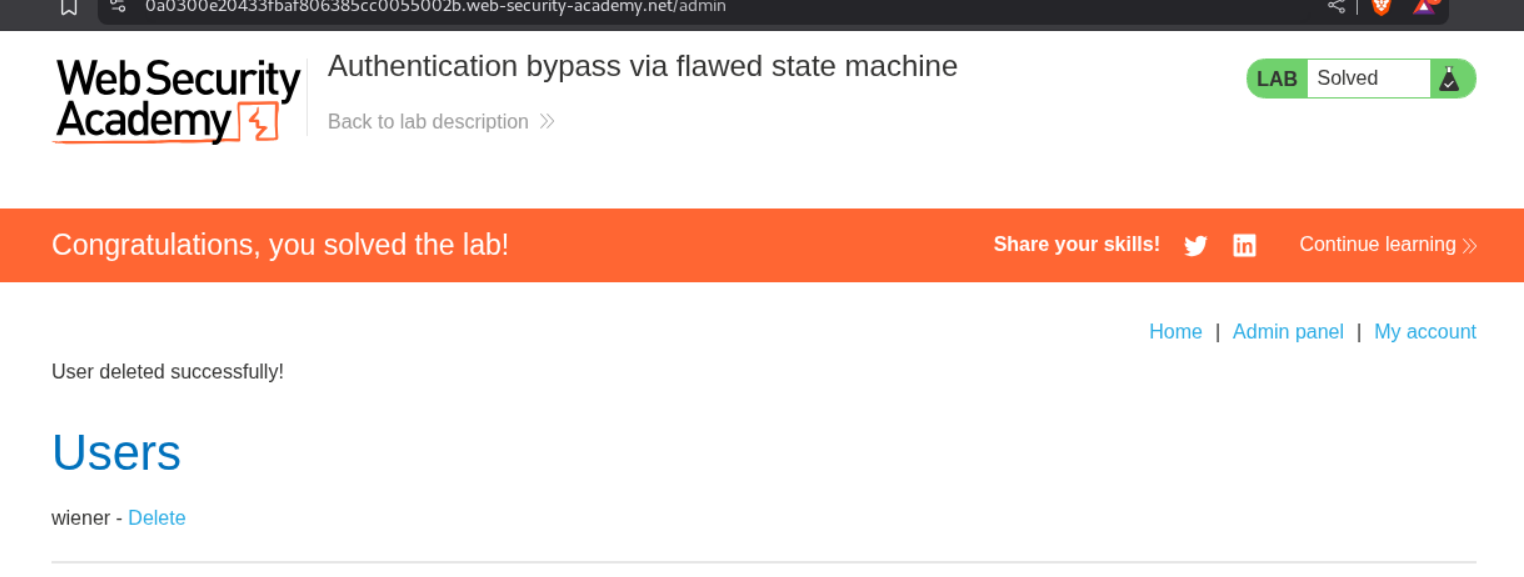 0a0300e20433fbaf806385cc0055002b.web-security-academy.net/admin
Web Security
Academy
Authentication bypass via flawed state machine
Back to lab description
LAB Solved
Congratulations, you solved the lab!
Share your skills!
Continue learning
Home | Admin panel | My account
User deleted successfully!
Users
wiener - Delete